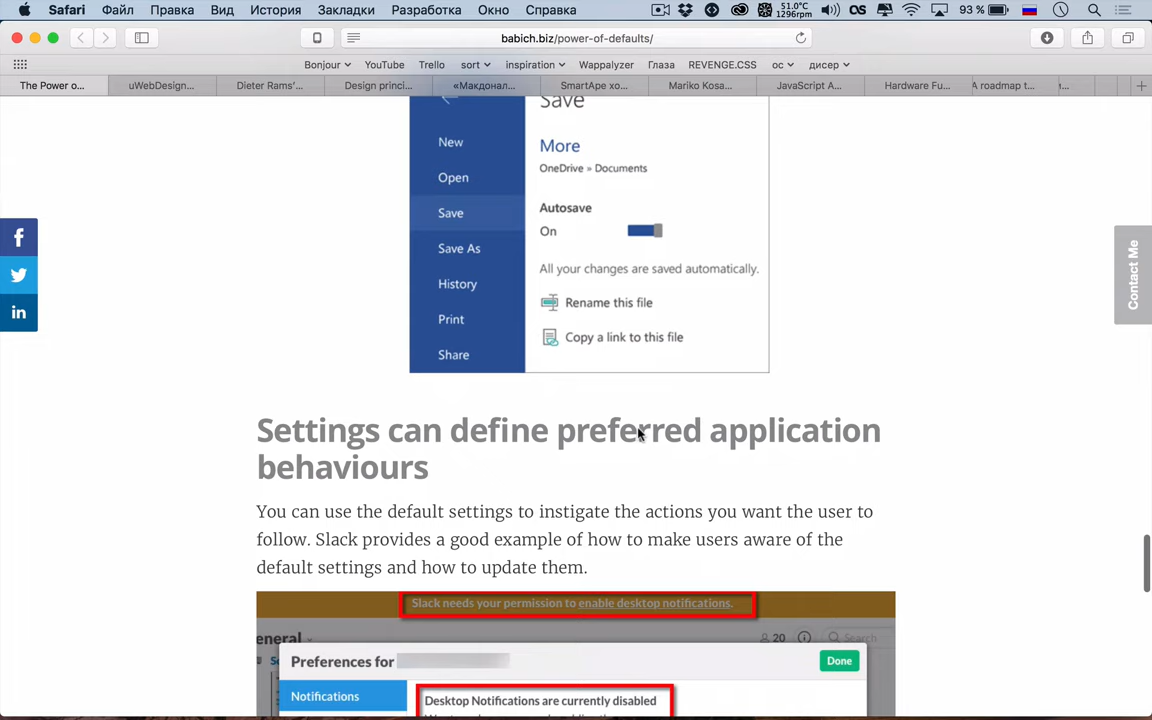 Safari Файл Правка Вид История Закладки Разработка Окно Справка 51.0°C 1296rpm 93 %
babich.biz/power-of-defaults/
Bonjour YouTube Trello sort inspiration Wappalyzer Глаза REVENGE.CSS ос дисер
The Power o... uWebDesign... Dieter Rams'... Design princi... «Макдонал... SmartApe хо... Mariko Kosa... JavaScript A... Hardware Fu... A roadmap t...
Save
New
More
OneDrive » Documents
Open
Save
Autosave
On
Save As
All your changes are saved automatically.
History
Rename this file
Print
Copy a link to this file
Share
Contact Me
Settings can define preferred application
behaviours
You can use the default settings to instigate the actions you want the user to
follow. Slack provides a good example of how to make users aware of the
default settings and how to update them.
Slack needs your permission to enable desktop notifications.
eneral 20 Search
Preferences for Done
Notifications
Desktop Notifications are currently disabled